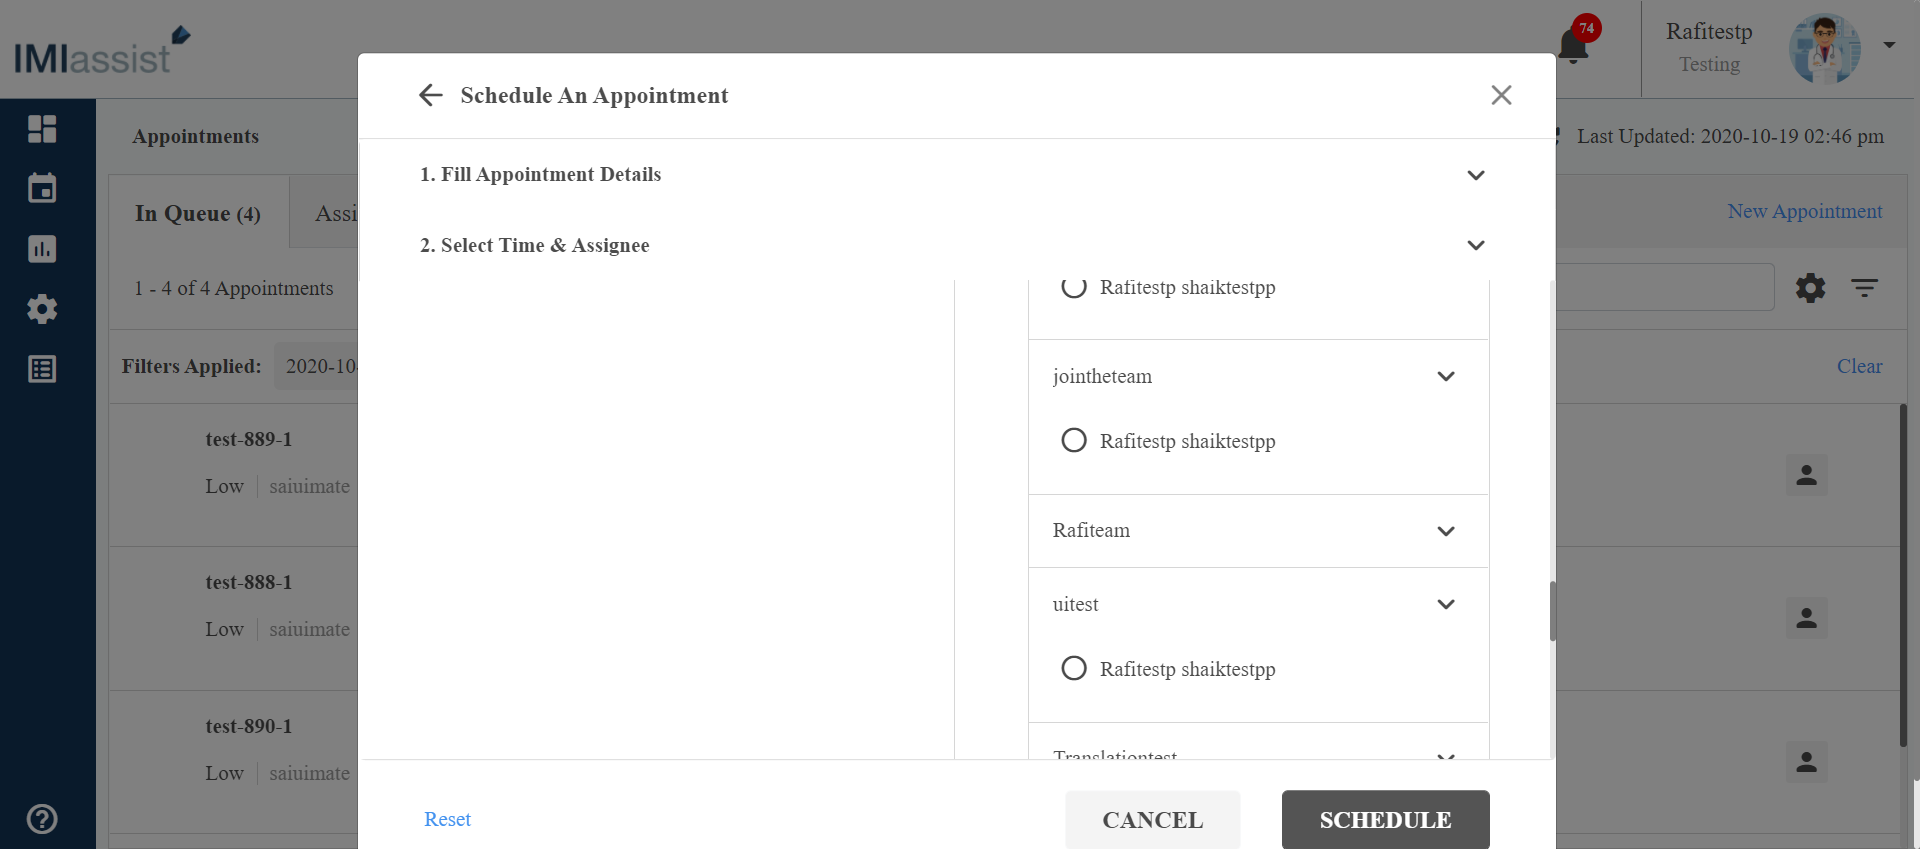 IMIassist
74
Rafitestp
Testing
Schedule An Appointment
Appointments
Last Updated: 2020-10-19 02:46 pm
1. Fill Appointment Details
In Queue (4)
Assi
New Appointment
2. Select Time & Assignee
1 - 4 of 4 Appointments
Rafitestp shaiktestpp
Filters Applied:
2020-10-
Clear
jointheteam
Rafitestp shaiktestpp
test-889-1
Low
saiuimate
Rafiteam
test-888-1
uitest
Low
saiuimate
Rafitestp shaiktestpp
test-890-1
Translationtest
Low
saiuimate
Reset
CANCEL
SCHEDULE